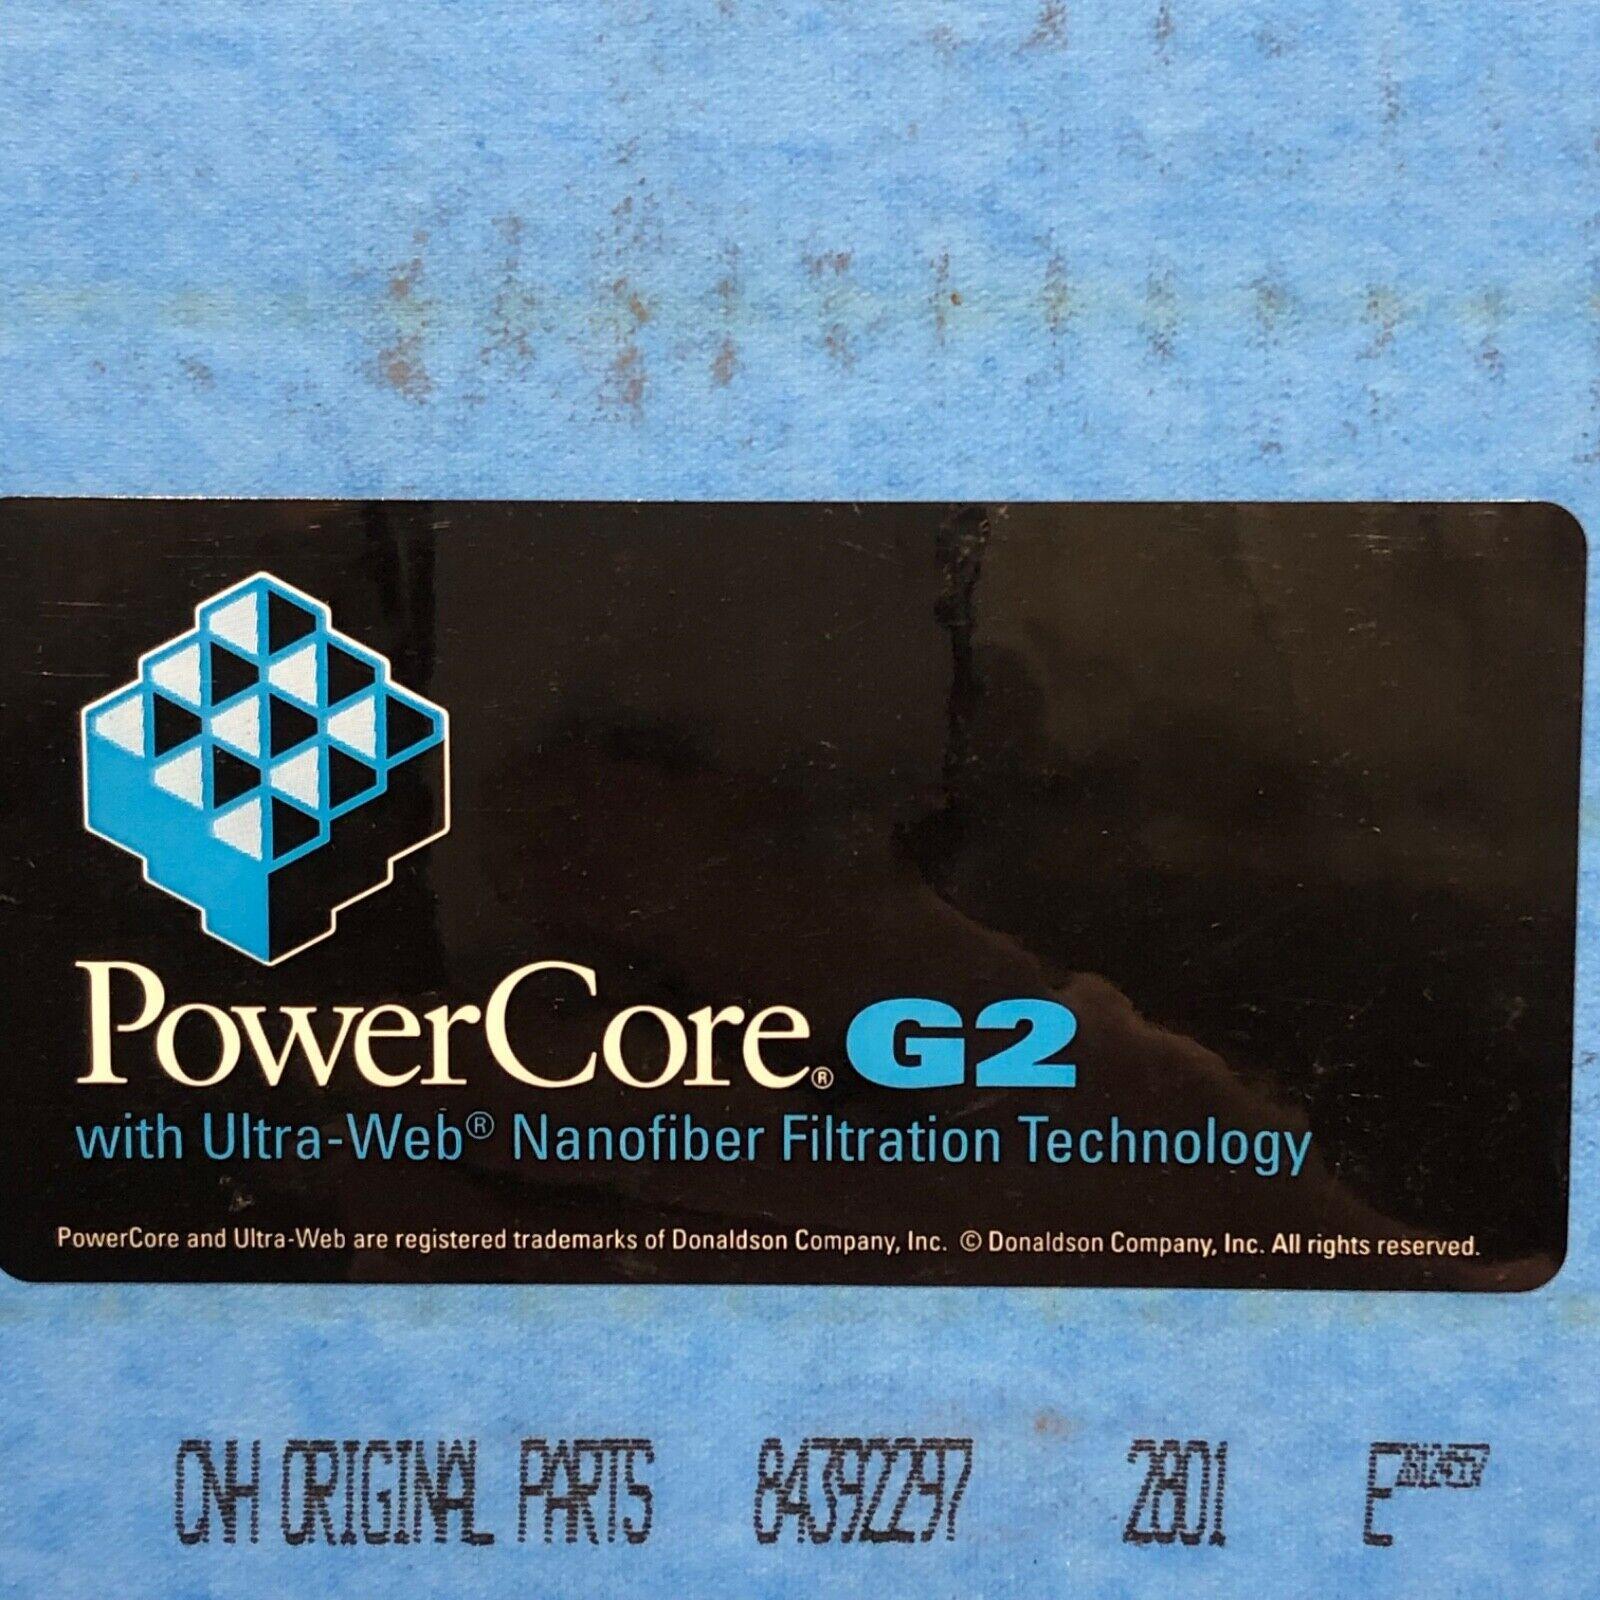 PowerCore® G2
with Ultra-Web® Nanofiber Filtration Technology
PowerCore and Ultra-Web are registered trademarks of Donaldson Company, Inc. © Donaldson Company, Inc. All rights reserved.
CNH ORIGINAL PARTS 84392297 2801 E